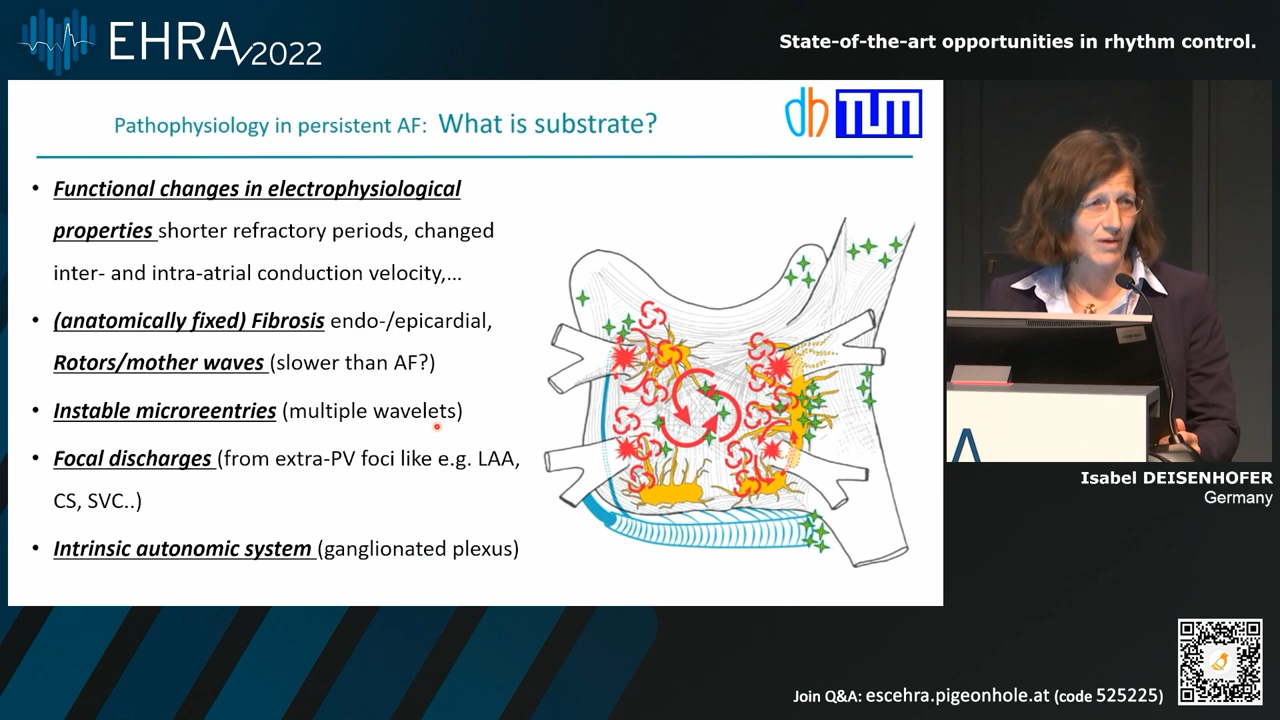 EHRA 2022
State-of-the-art opportunities in rhythm control.
Pathophysiology in persistent AF: What is substrate?
dh TUM
• Functional changes in electrophysiological
properties shorter refractory periods, changed
inter- and intra-atrial conduction velocity,...
• (anatomically fixed) Fibrosis endo-/epicardial,
Rotors/mother waves (slower than AF?)
• Instable microreentries (multiple wavelets)
• Focal discharges (from extra-PV foci like e.g. LAA,
CS, SVC..)
• Intrinsic autonomic system (ganglionated plexus)
Isabel DEISENHOFER
Germany
Join Q&A: escehra.pigeonhole.at (code 525225)